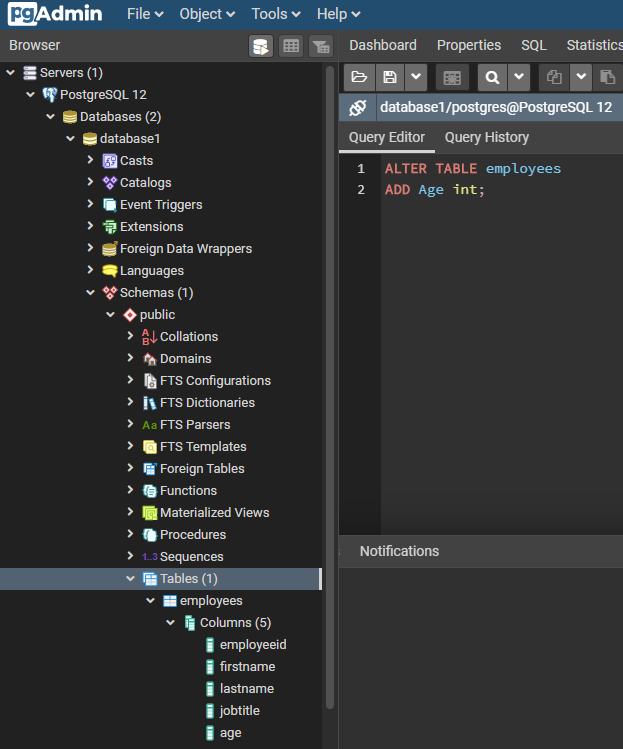 pgAdmin File Object Tools Help
Browser
Dashboard Properties SQL Statistics
Servers (1)
PostgreSQL 12
Databases (2)
database1
Casts
Catalogs
Event Triggers
Extensions
Foreign Data Wrappers
Languages
Schemas (1)
public
Collations
Domains
FTS Configurations
FTS Dictionaries
Aa FTS Parsers
FTS Templates
Foreign Tables
Functions
Materialized Views
Procedures
1..3 Sequences
Tables (1)
employees
Columns (5)
employeeid
firstname
lastname
jobtitle
age
database1/postgres@PostgreSQL 12
Query Editor Query History
1 ALTER TABLE employees
2 ADD Age int;
Notifications